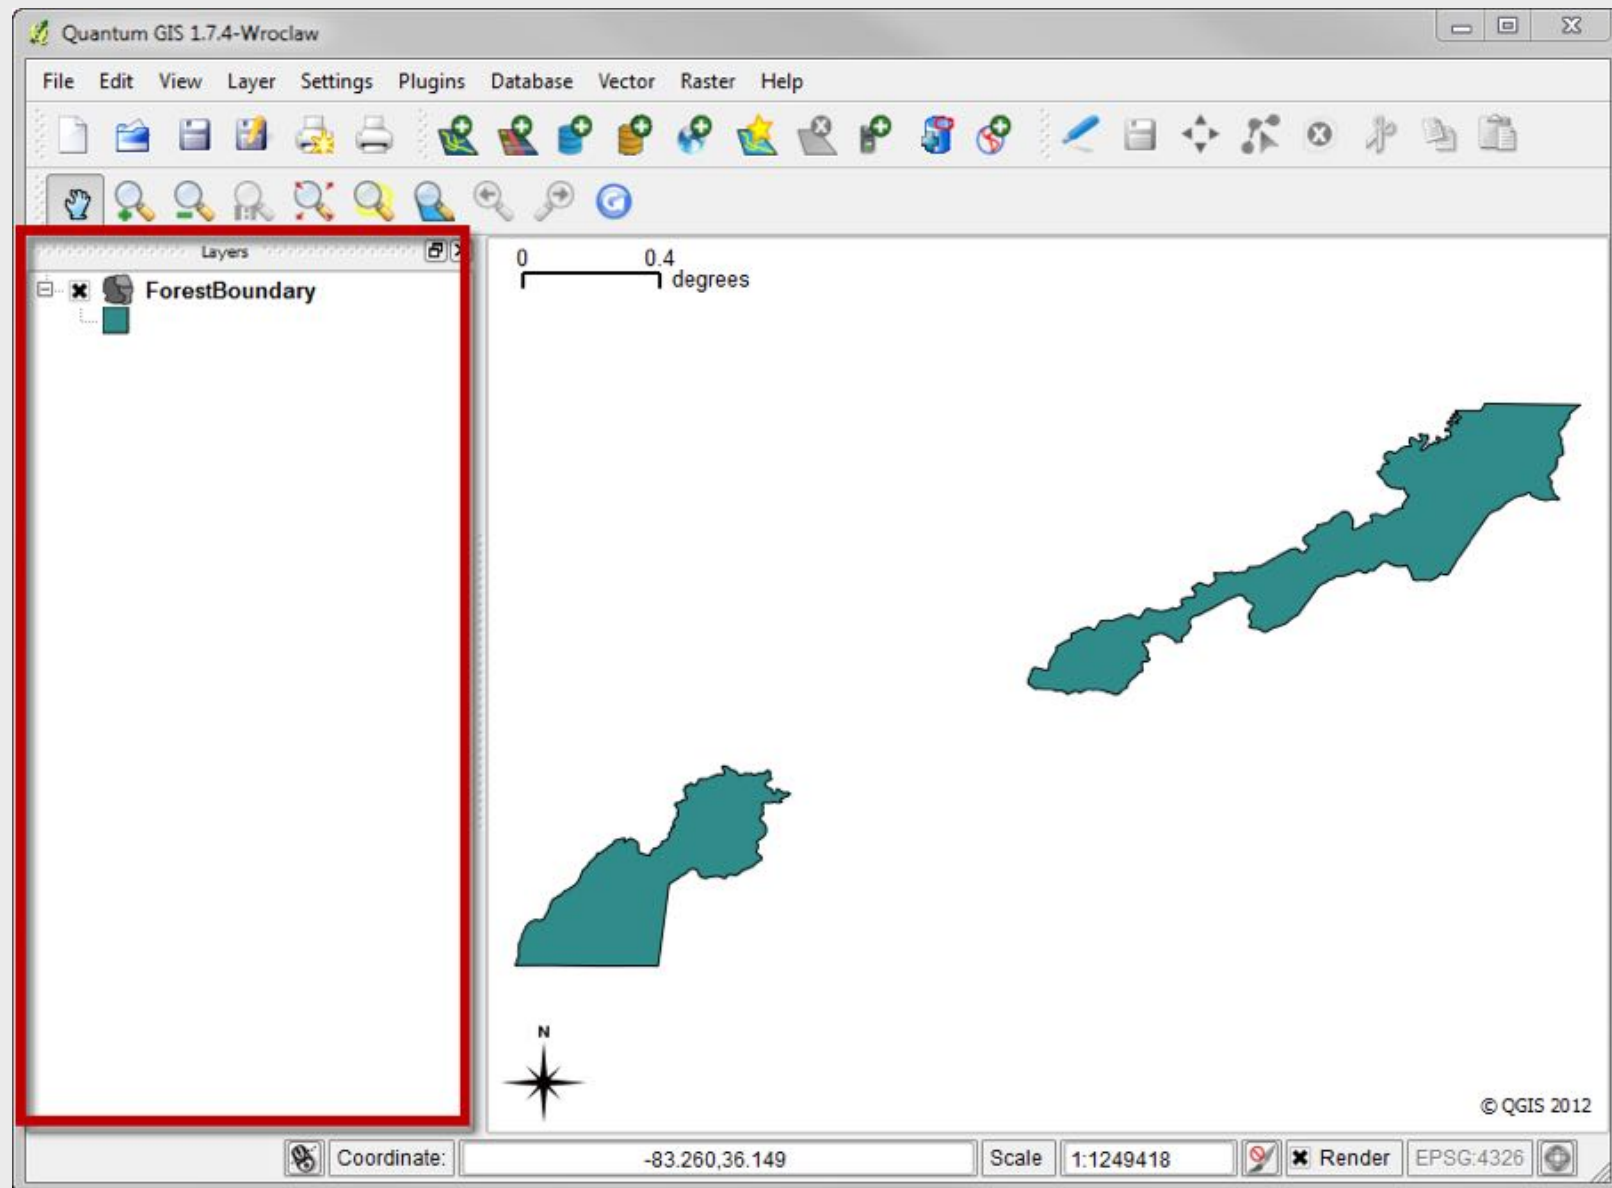 Quantum GIS 1.7.4-Wroclaw
File Edit View Layer Settings Plugins Database Vector Raster Help
Layers
ForestBoundary
0 0.4
degrees
N
© QGIS 2012
Coordinate: -83.260,36.149 Scale 1:1249418 Render EPSG:4326